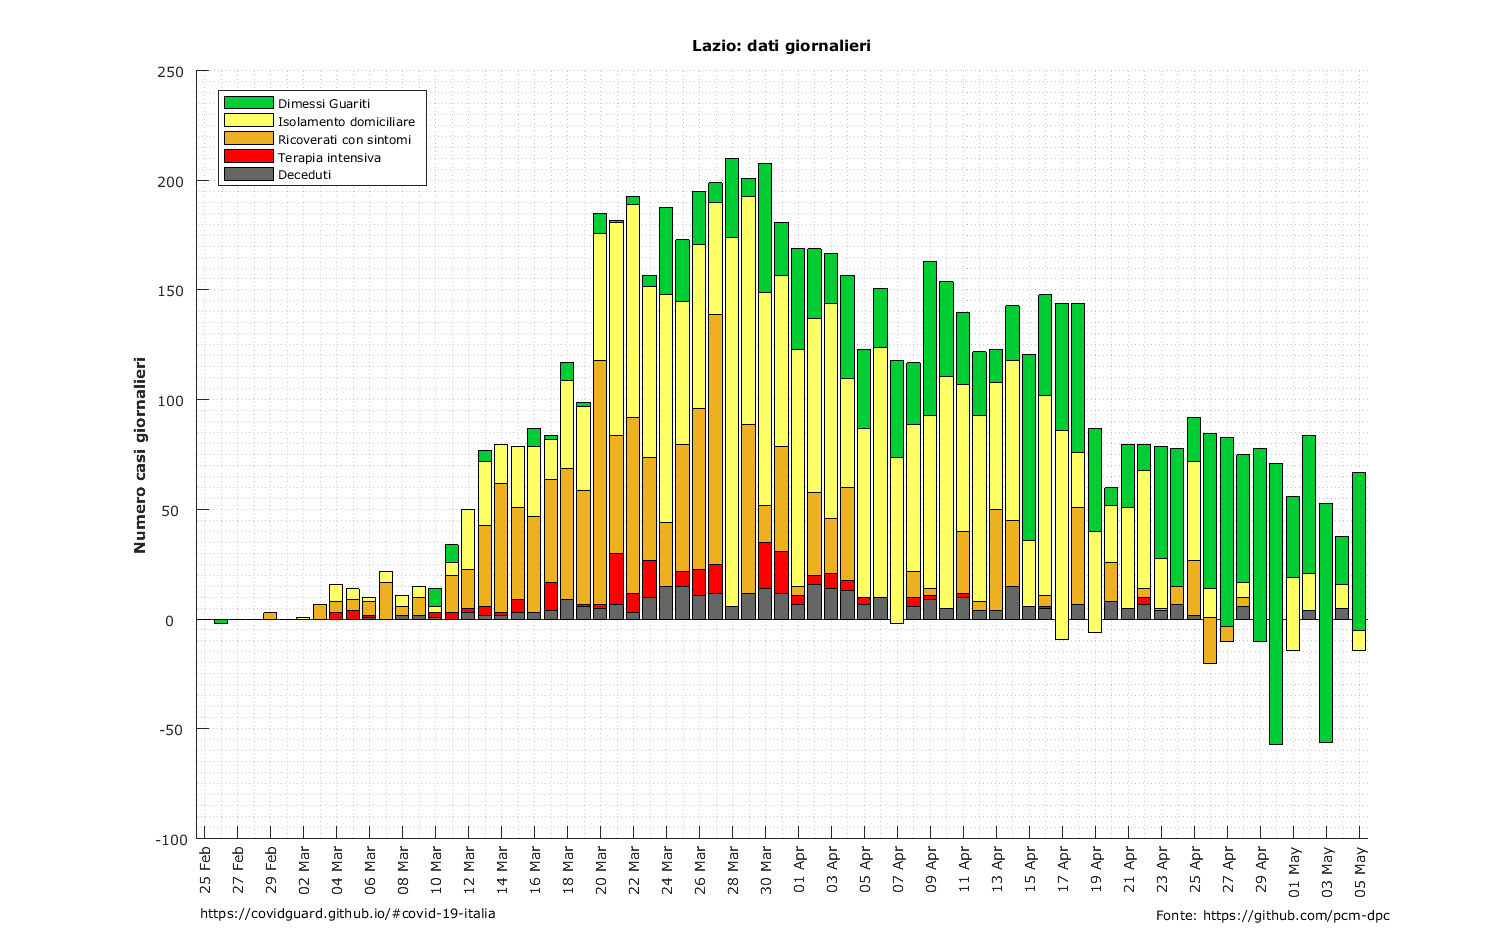 Lazio: dati giornalieri
250
200
150
100
50
0
-50
-100
Numero casi giornalieri
Dimessi Guariti
Isolamento domiciliare
Ricoverati con sintomi
Terapia intensiva
Deceduti
25 Feb
27 Feb
29 Feb
02 Mar
04 Mar
06 Mar
08 Mar
10 Mar
12 Mar
14 Mar
16 Mar
18 Mar
20 Mar
22 Mar
24 Mar
26 Mar
28 Mar
30 Mar
01 Apr
03 Apr
05 Apr
07 Apr
09 Apr
11 Apr
13 Apr
15 Apr
17 Apr
19 Apr
21 Apr
23 Apr
25 Apr
27 Apr
29 Apr
01 May
03 May
05 May
https://covidguard.github.io/#covid-19-italia
Fonte: https://github.com/pcm-dpc